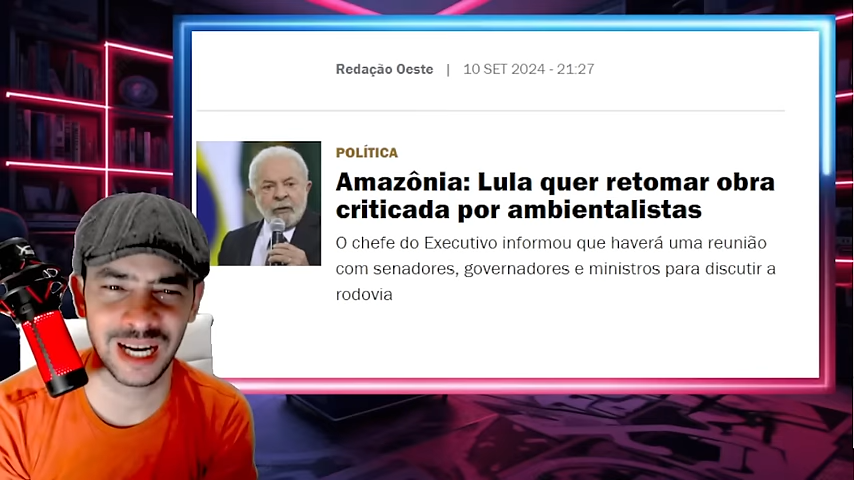 Redação Oeste | 10 SET 2024 - 21:27
POLÍTICA
Amazônia: Lula quer retomar obra
criticada por ambientalistas
O chefe do Executivo informou que haverá uma reunião
com senadores, governadores e ministros para discutir a
rodovia